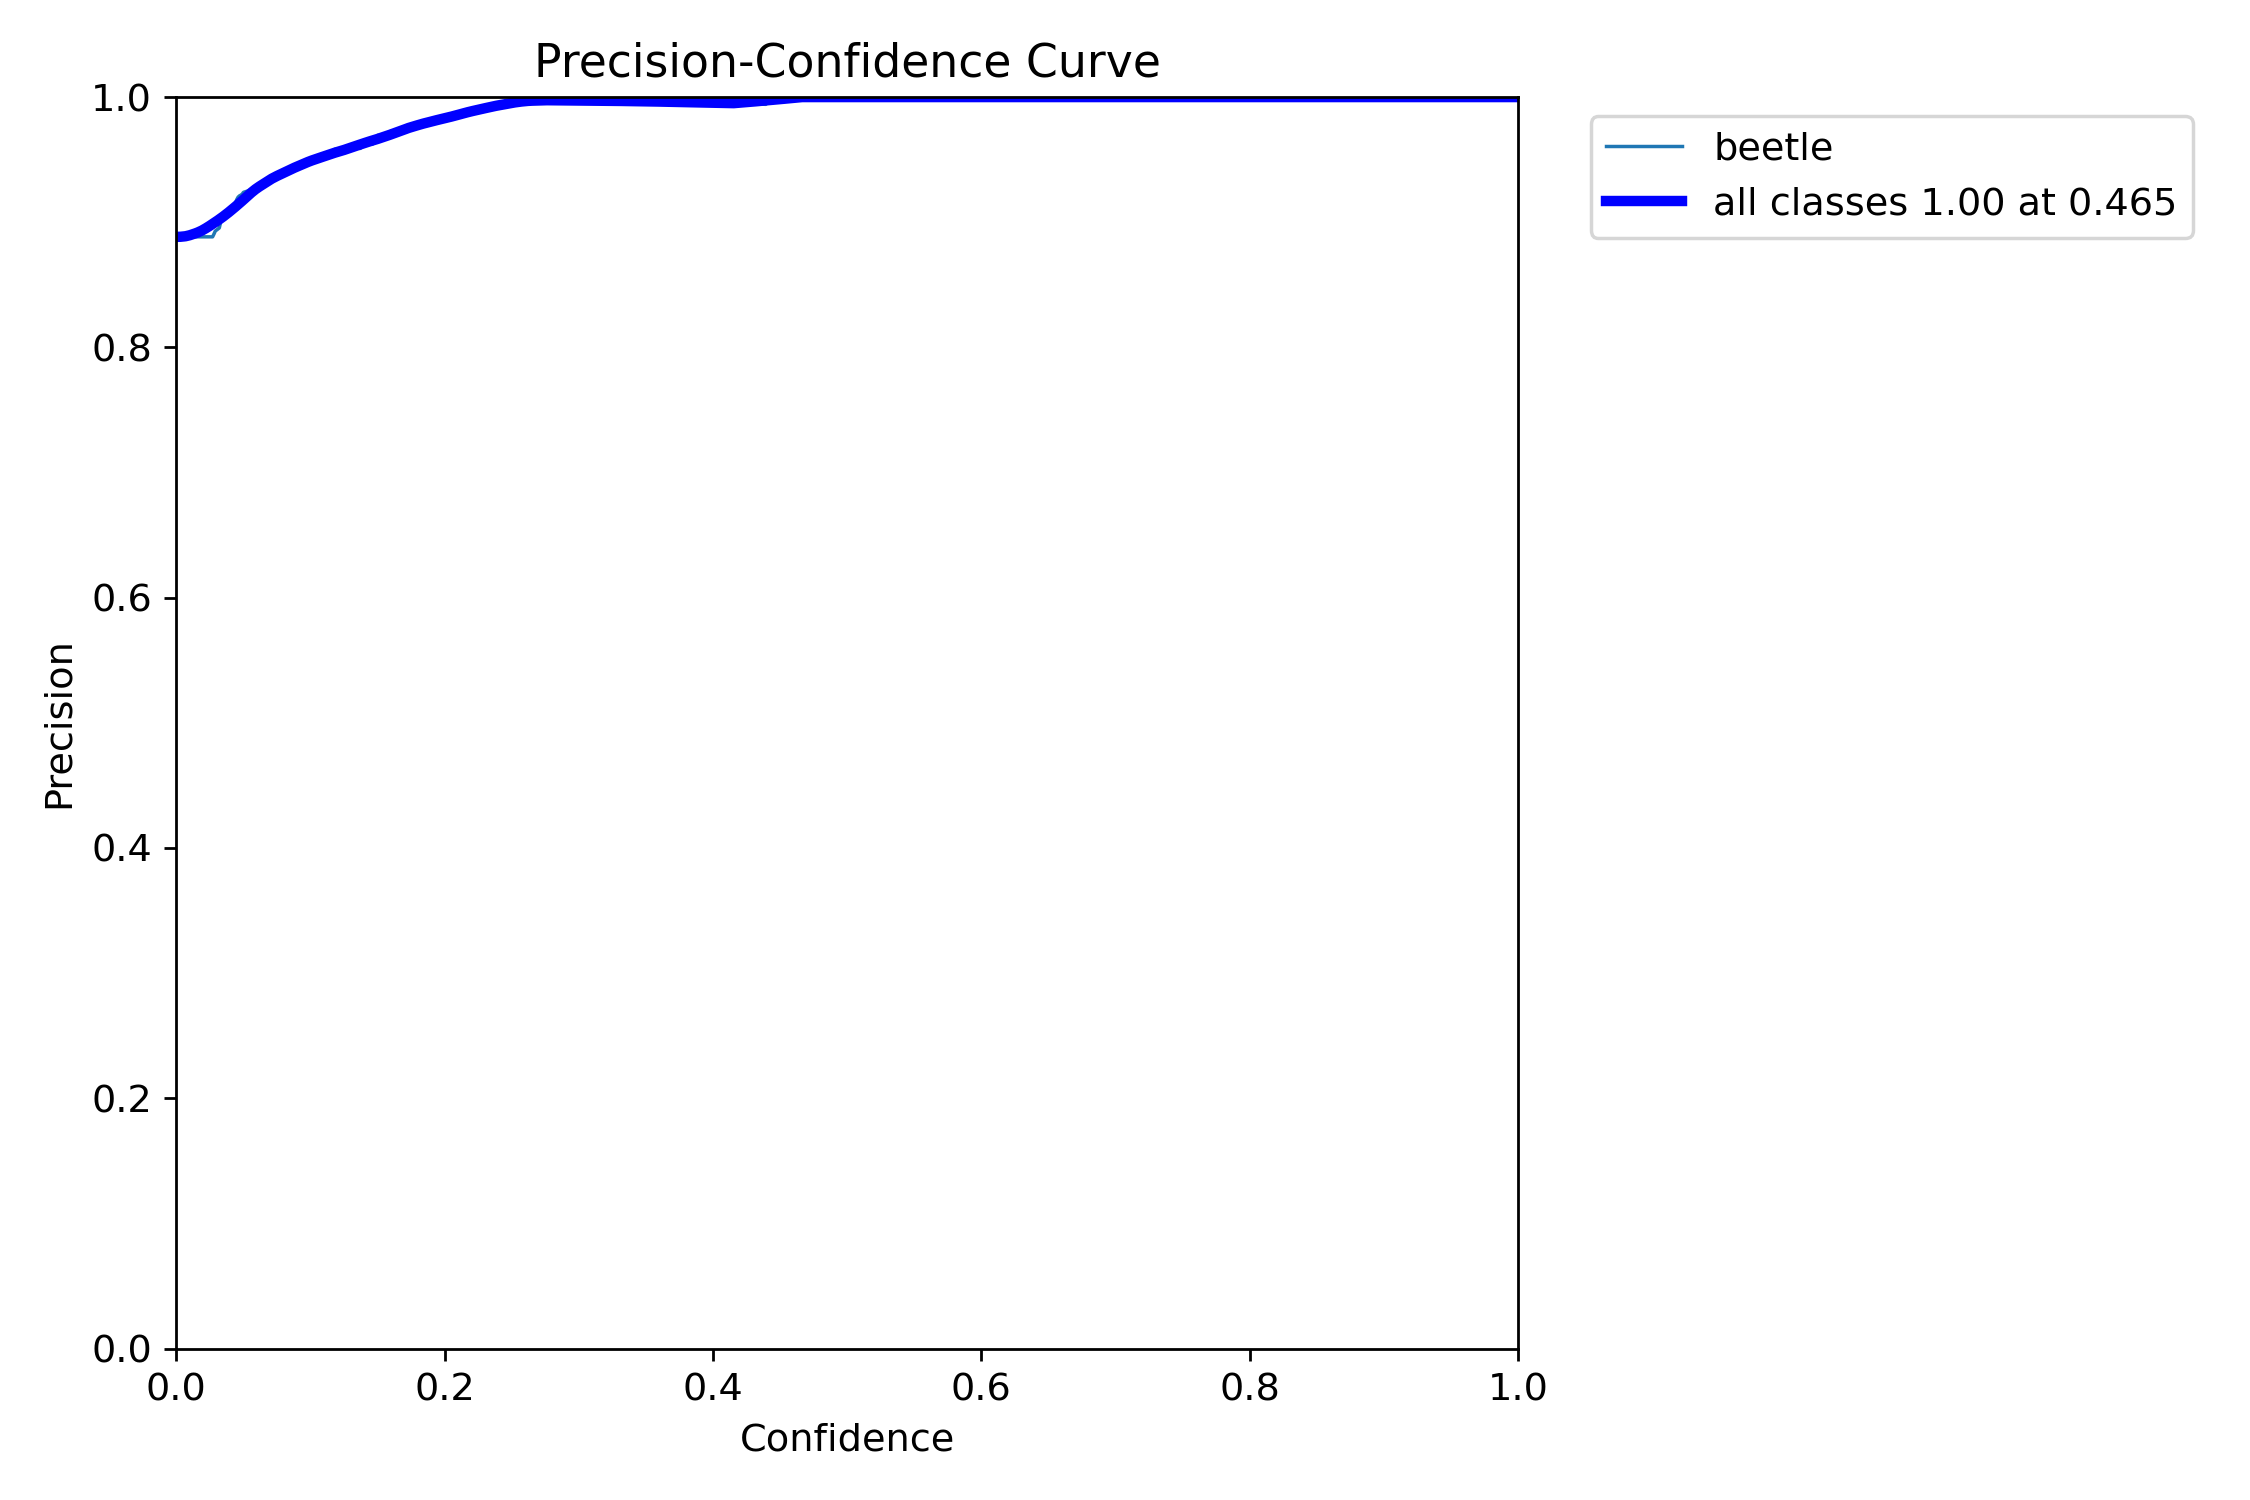 Precision-Confidence Curve
1.0
0.8
0.6
0.4
0.2
0.0
Precision
0.0 0.2 0.4 0.6 0.8 1.0
Confidence
beetle
all classes 1.00 at 0.465